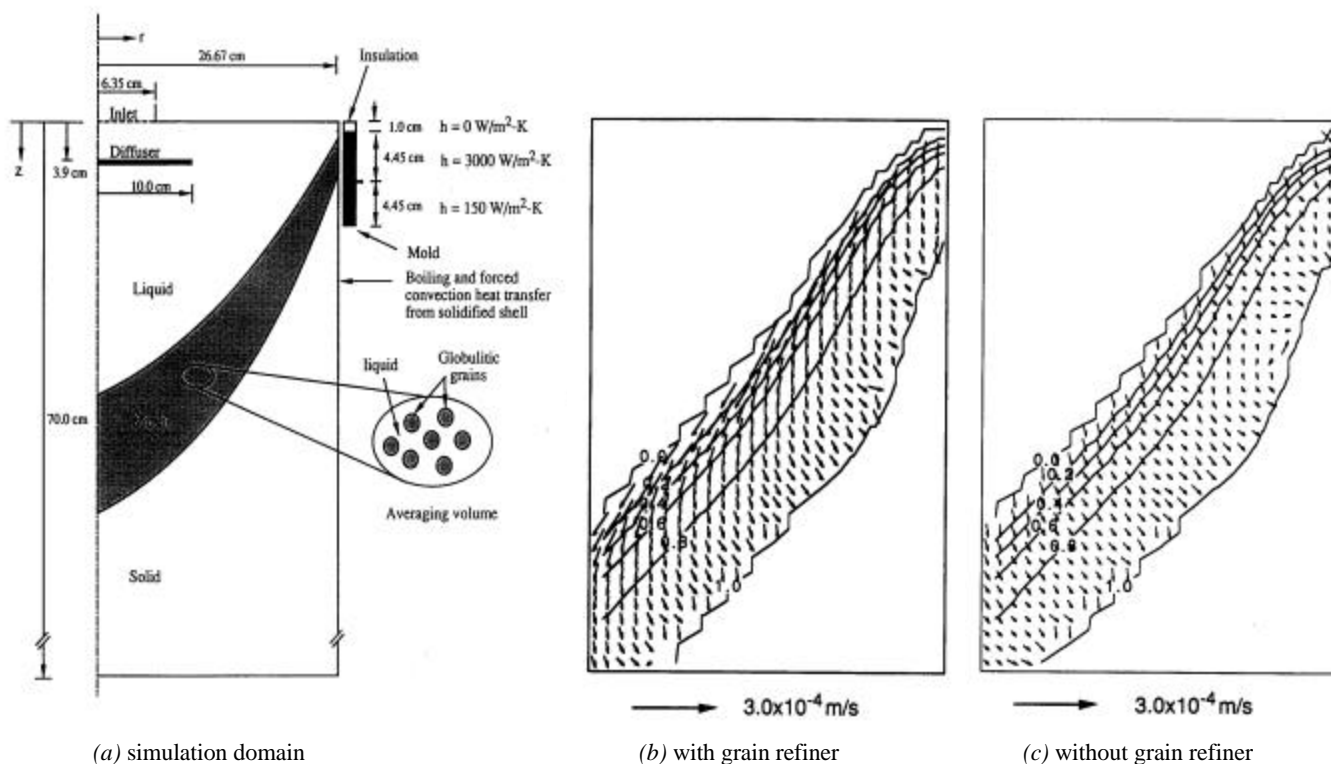 r
26.67 cm
Insulation
6.35 cm
Inlet
1.0 cm
h = 0 W/m²-K
Diffuser
z
3.9 cm
4.45 cm
h = 3000 W/m²-K
10.0 cm
4.45 cm
h = 150 W/m²-K
Mold
Liquid
Boiling and forced
convection heat transfer
from solidified shell
liquid
Globulitic
grains
70.0 cm
Averaging volume
Solid
0.0
0.2
0.4
0.6
0.8
1.0
3.0x10⁻⁴ m/s
0.0
0.2
0.4
0.6
0.8
1.0
3.0x10⁻⁴ m/s
(a) simulation domain
(b) with grain refiner
(c) without grain refiner